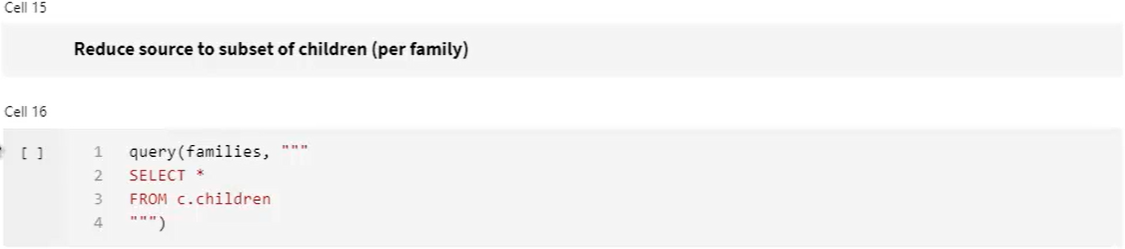 Cell 15
Reduce source to subset of children (per family)
Cell 16
[ ] 1 query(families, """
2 SELECT *
3 FROM c.children
4 """)